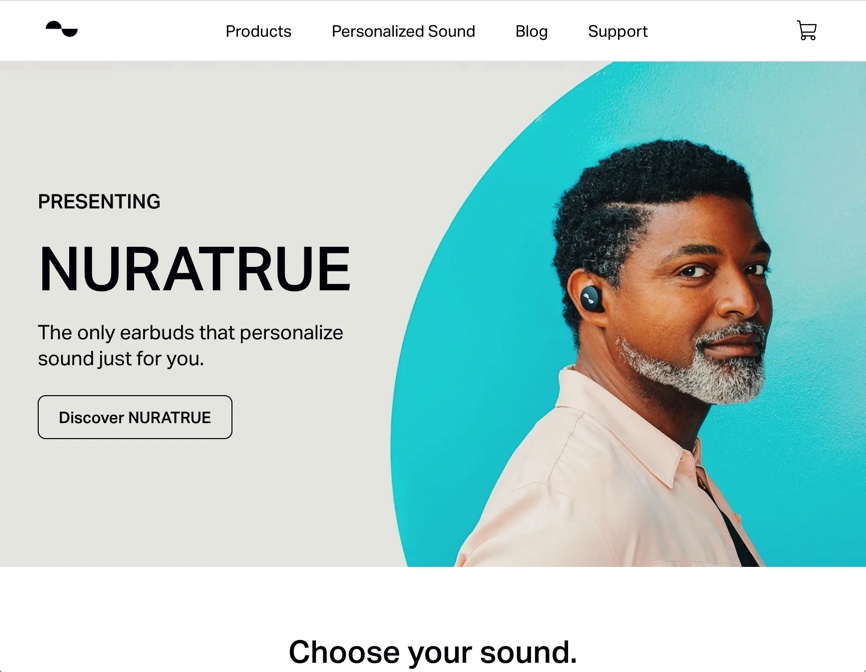 Products
Personalized Sound
Blog
Support
PRESENTING
NURATRUE
The only earbuds that personalize
sound just for you.
Discover NURATRUE
Choose your sound.